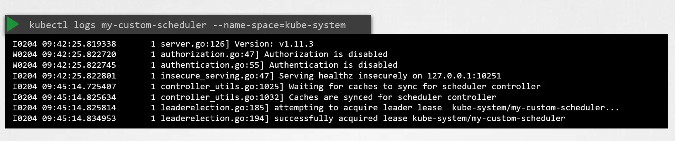 kubectl logs my-custom-scheduler --name-space=kube-system
I0204 09:42:25.819338 1 server.go:126] Version: v1.11.3
W0204 09:42:25.822720 1 authorization.go:47] Authorization is disabled
W0204 09:42:25.822745 1 authentication.go:55] Authentication is disabled
I0204 09:42:25.822801 1 insecure_serving.go:47] Serving healthz insecurely on 127.0.0.1:10251
I0204 09:45:14.725407 1 controller_utils.go:1025] Waiting for caches to sync for scheduler controller
I0204 09:45:14.825634 1 controller_utils.go:1032] Caches are synced for scheduler controller
I0204 09:45:14.825814 1 leaderelection.go:185] attempting to acquire leader lease kube-system/my-custom-scheduler...
I0204 09:45:14.834953 1 leaderelection.go:194] successfully acquired lease kube-system/my-custom-scheduler